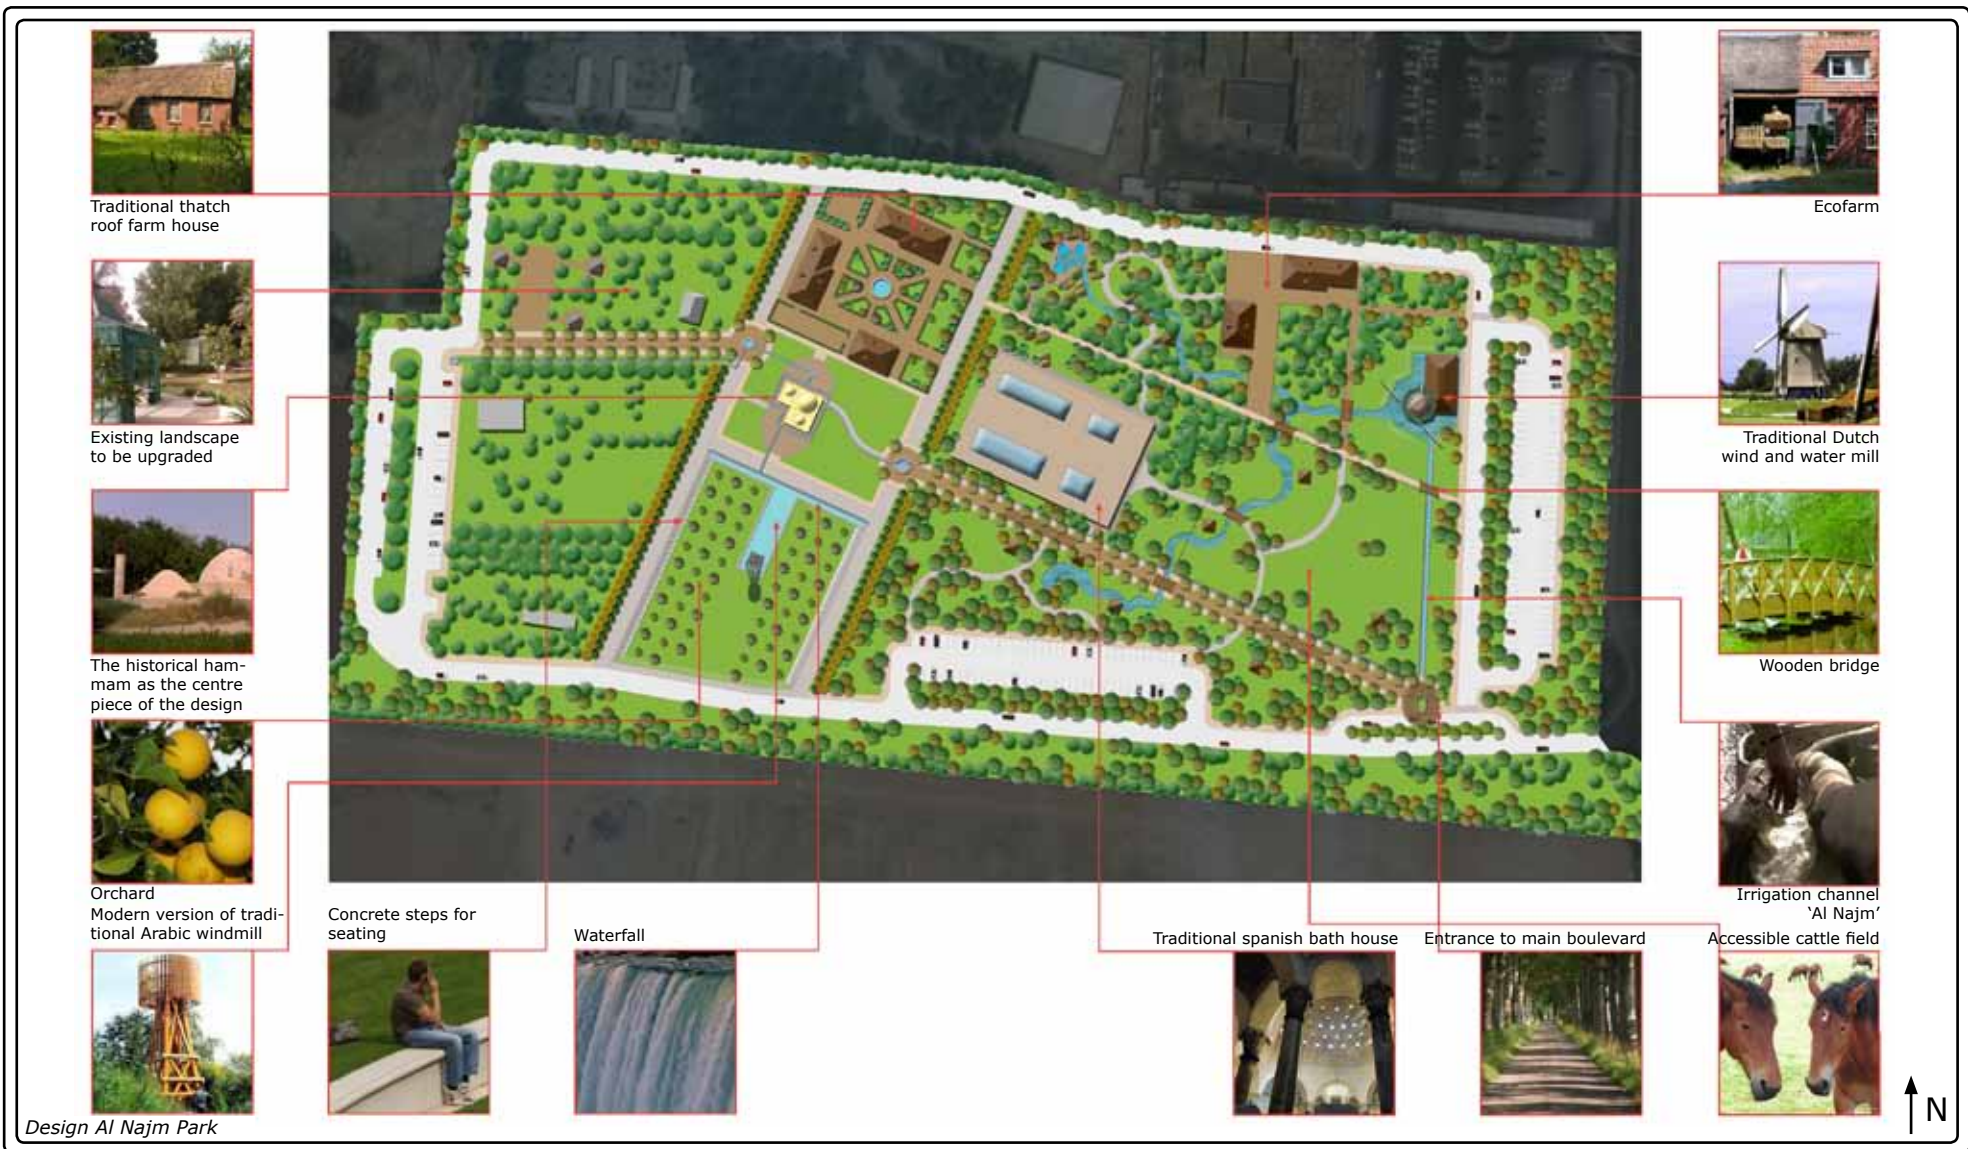 Traditional thatch
roof farm house
Existing landscape
to be upgraded
The historical ham-
mam as the centre
piece of the design
Orchard
Modern version of tradi-
tional Arabic windmill
Concrete steps for
seating
Waterfall
Traditional spanish bath house
Entrance to main boulevard
Accessible cattle field
Ecofarm
Traditional Dutch
wind and water mill
Wooden bridge
Irrigation channel
‘Al Najm’
Design Al Najm Park
N